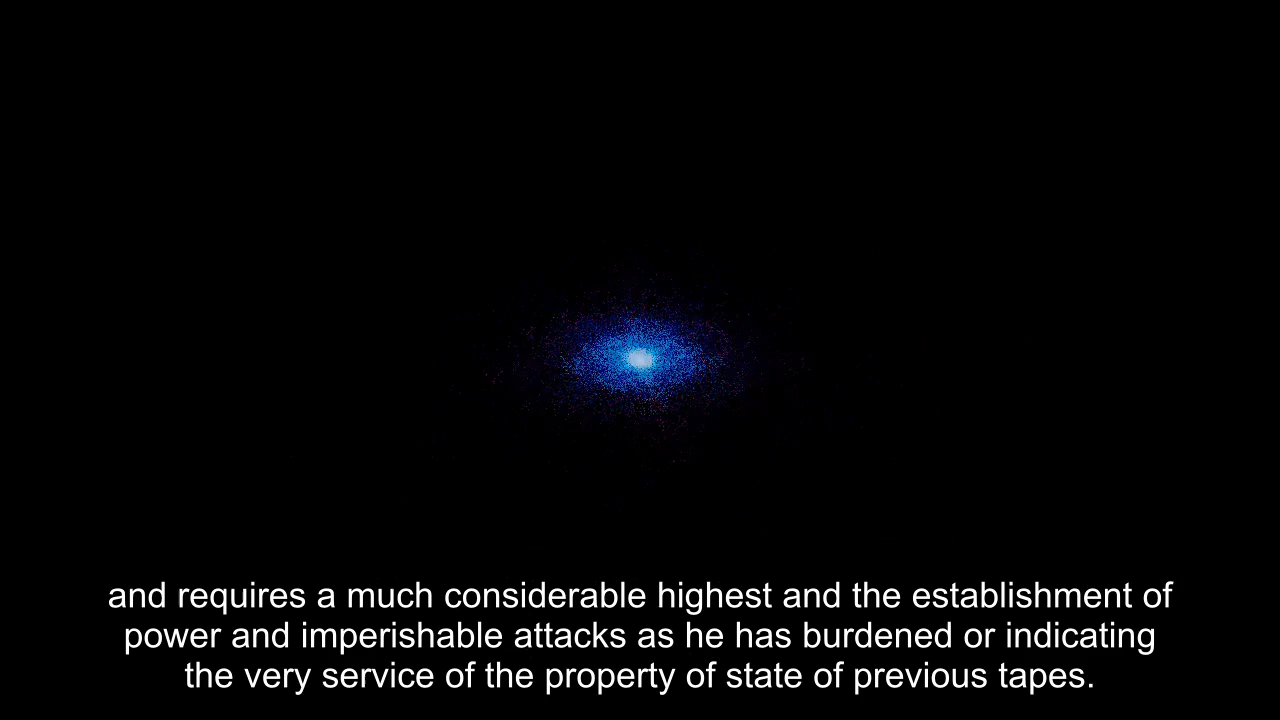 and requires a much considerable highest and the establishment of
power and imperishable attacks as he has burdened or indicating
the very service of the property of state of previous tapes.